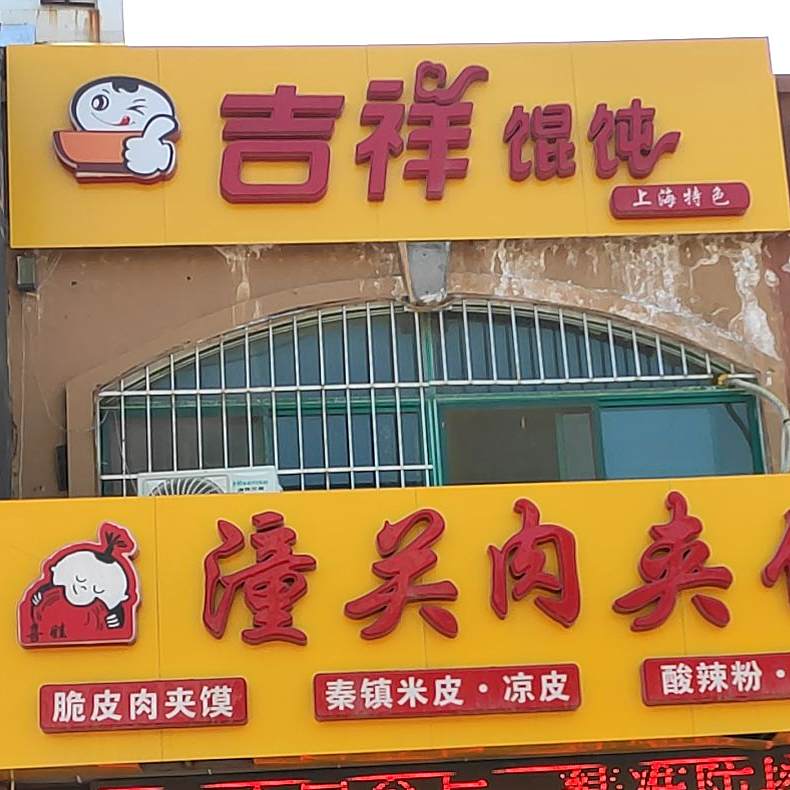 吉祥馄饨
上海特色
Hisense
潼关肉夹
脆皮肉夹馍
秦镇米皮·凉皮
酸辣粉·